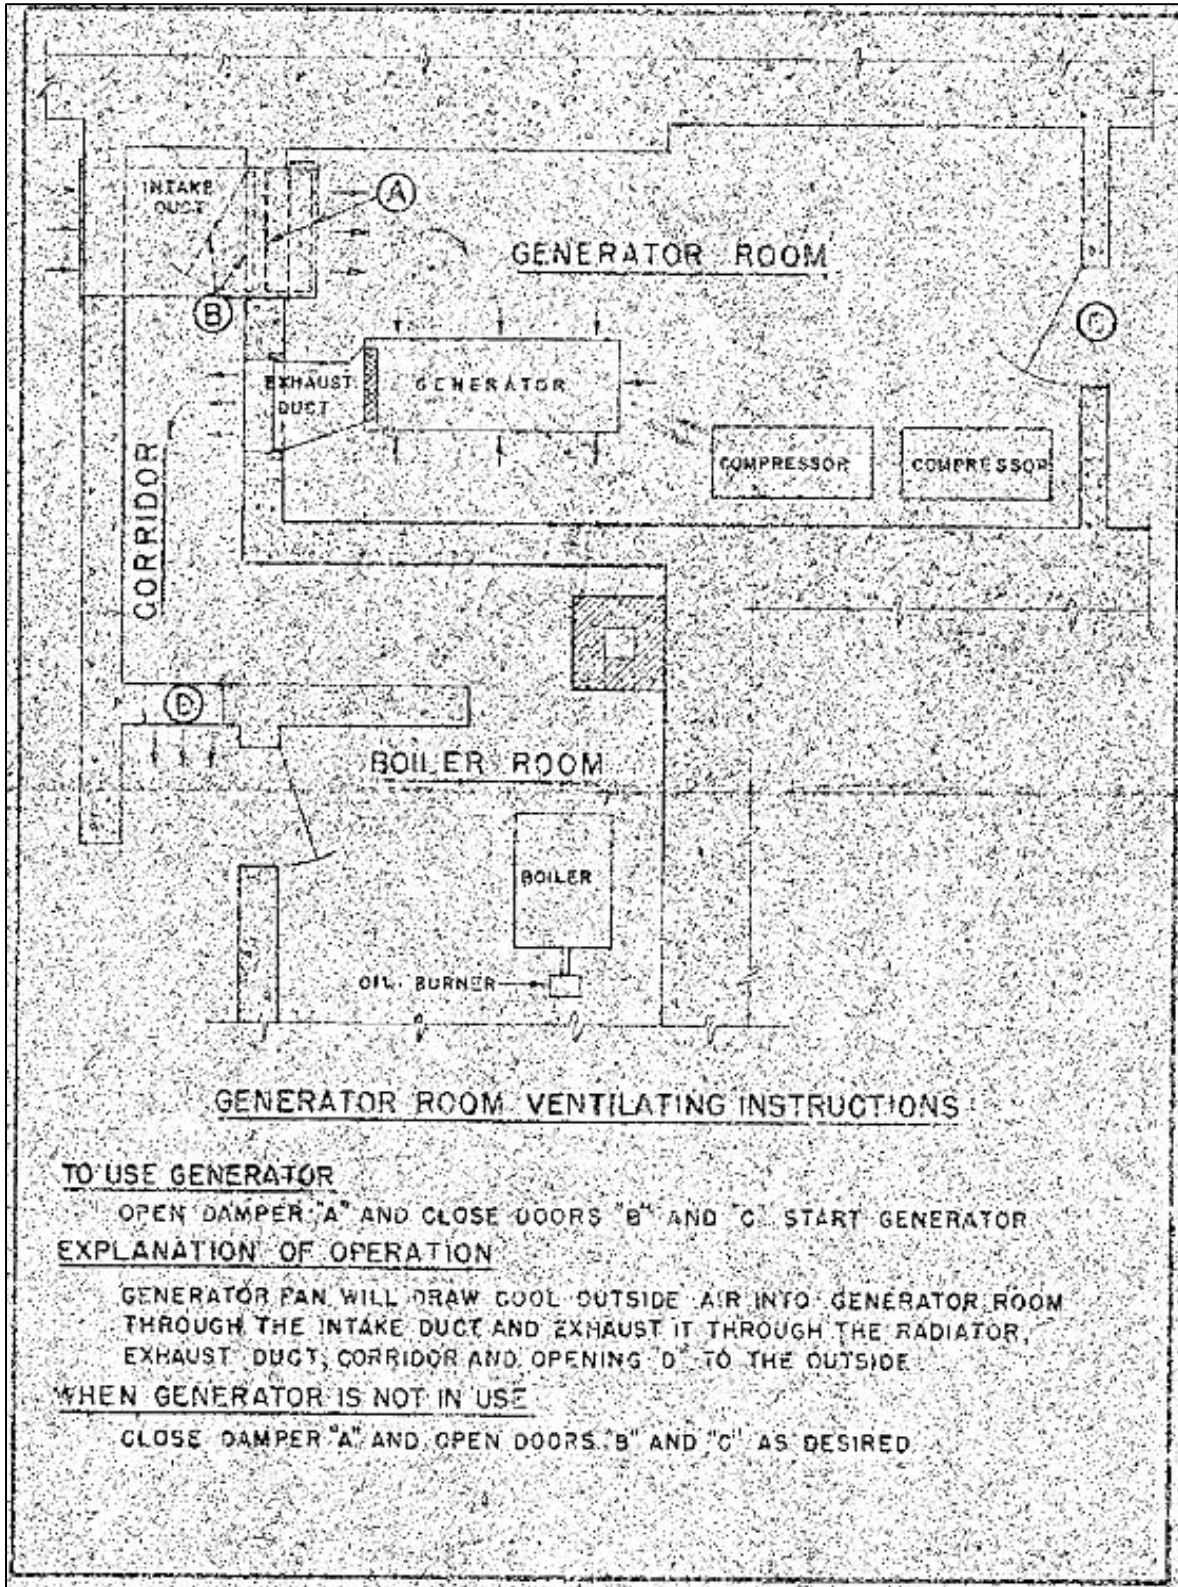 INTAKE
DUCT
A
GENERATOR ROOM
B
C
EXHAUST
DUCT
GENERATOR
COMPRESSOR
COMPRESSOR
CORRIDOR
D
BOILER ROOM
BOILER
OIL BURNER
GENERATOR ROOM VENTILATING INSTRUCTIONS
TO USE GENERATOR
OPEN DAMPER "A" AND CLOSE DOORS "B" AND "C" START GENERATOR
EXPLANATION OF OPERATION
GENERATOR FAN WILL DRAW COOL OUTSIDE AIR INTO GENERATOR ROOM
THROUGH THE INTAKE DUCT AND EXHAUST IT THROUGH THE RADIATOR,
EXHAUST DUCT, CORRIDOR AND OPENING "D" TO THE OUTSIDE.
WHEN GENERATOR IS NOT IN USE
CLOSE DAMPER "A" AND OPEN DOORS "B" AND "C" AS DESIRED